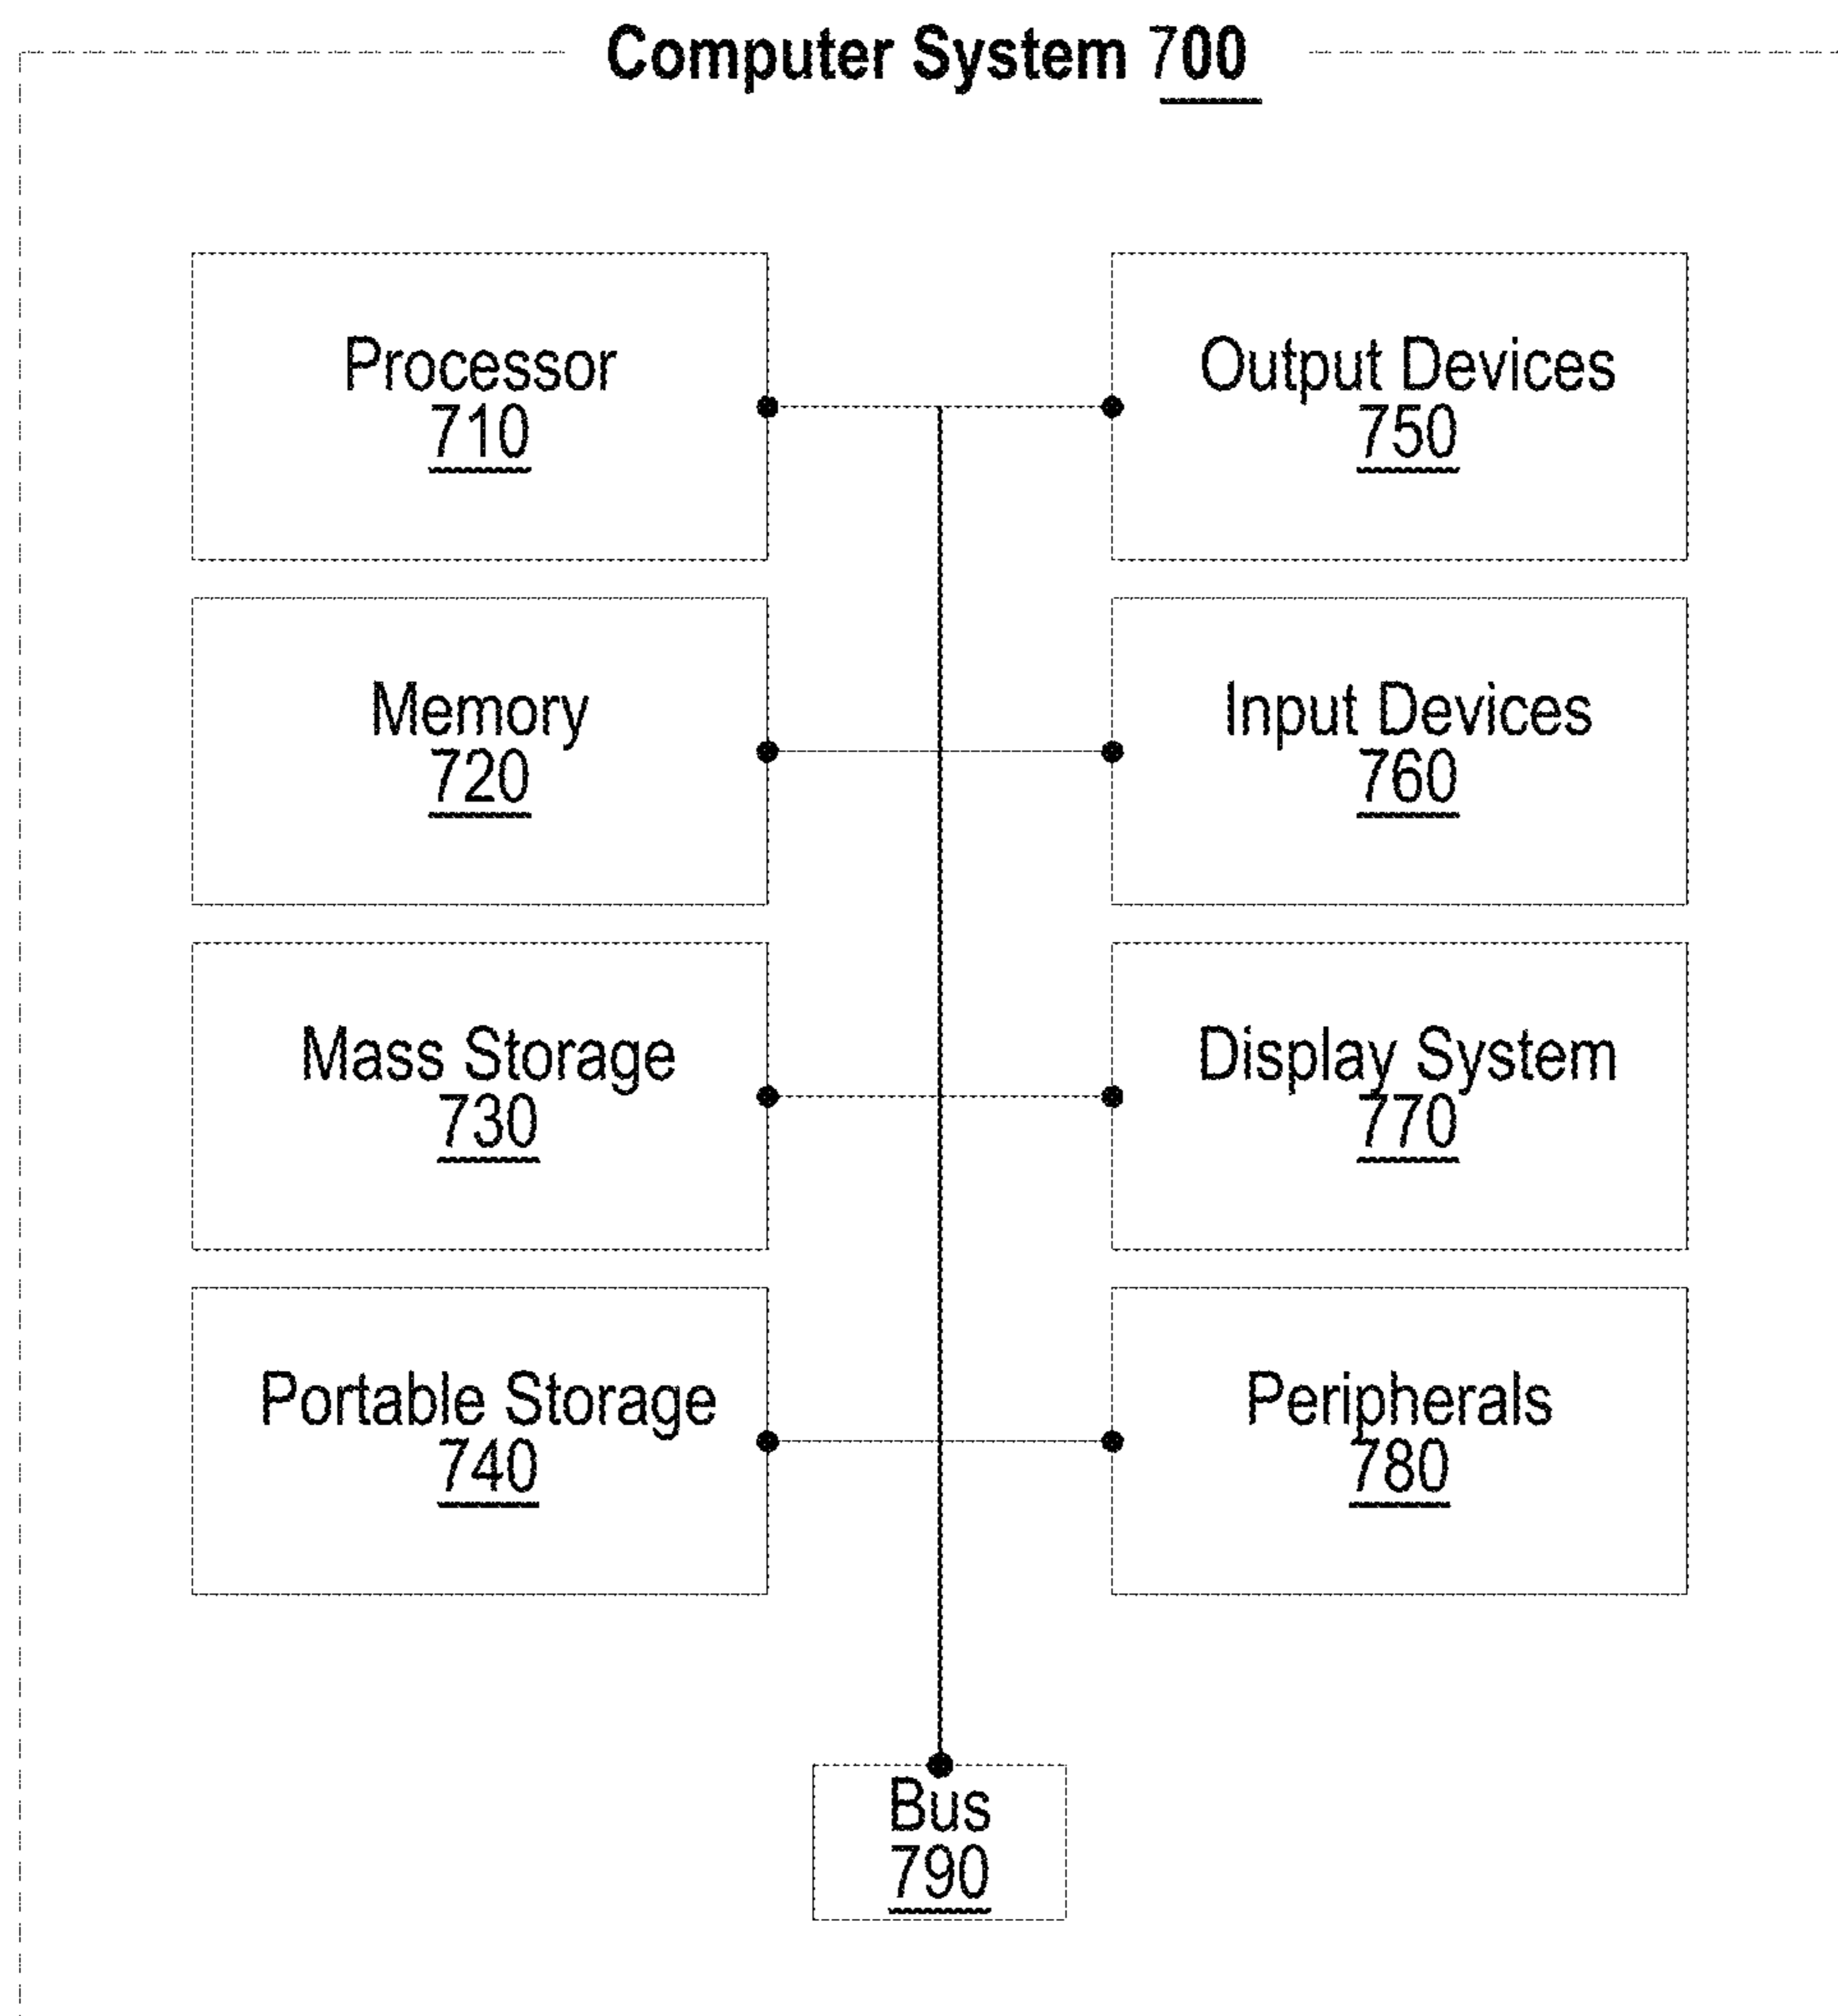 Computer System 700
Processor
710
Output Devices
750
Memory
720
Input Devices
760
Mass Storage
730
Display System
770
Portable Storage
740
Peripherals
780
Bus
790